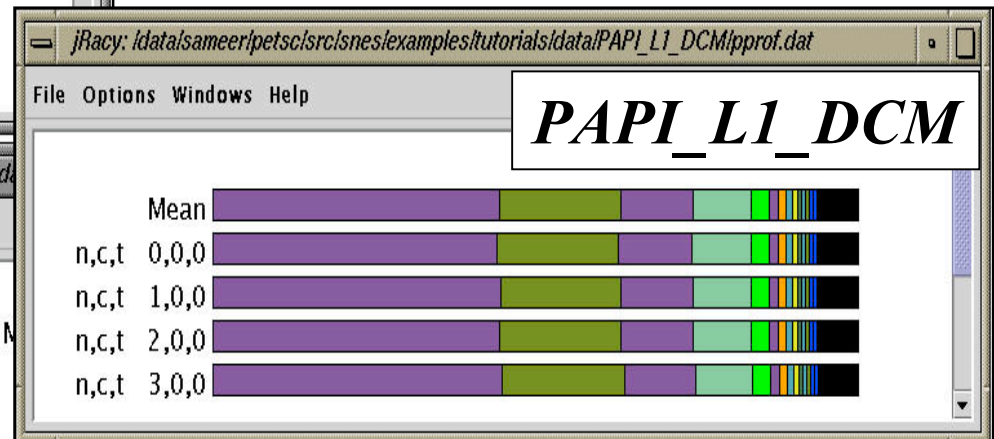 jRacy: /data/sameer/petsc/src/snes/examples/tutorials/data/PAPI_L1_DCM/pprof.dat
File Options Windows Help
PAPI_L1_DCM
Mean
n,c,t 0,0,0
n,c,t 1,0,0
n,c,t 2,0,0
n,c,t 3,0,0